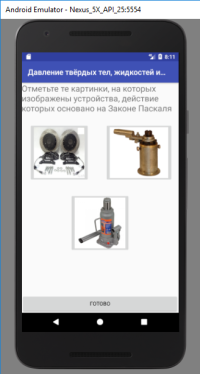 Android Emulator - Nexus_5X_API_25:5554
8:11
Давление твёрдых тел, жидкостей и...
Отметьте те картинки, на которых
изображены устройства, действие
которых основано на Законе Паскаля
ГОТОВО